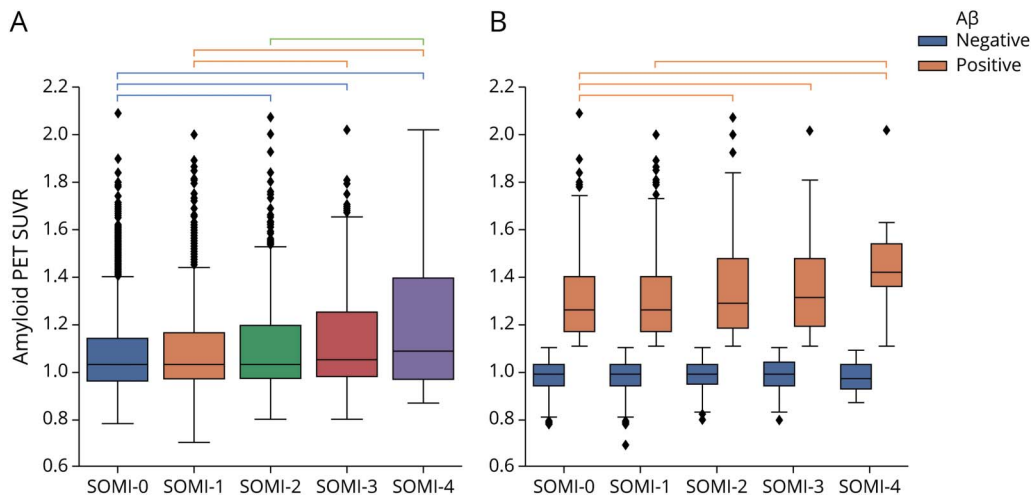 A
B
Aβ
Negative
Positive
Amyloid PET SUVR
2.2
2.0
1.8
1.6
1.4
1.2
1.0
0.8
0.6
SOMI-0 SOMI-1 SOMI-2 SOMI-3 SOMI-4
2.2
2.0
1.8
1.6
1.4
1.2
1.0
0.8
0.6
SOMI-0 SOMI-1 SOMI-2 SOMI-3 SOMI-4